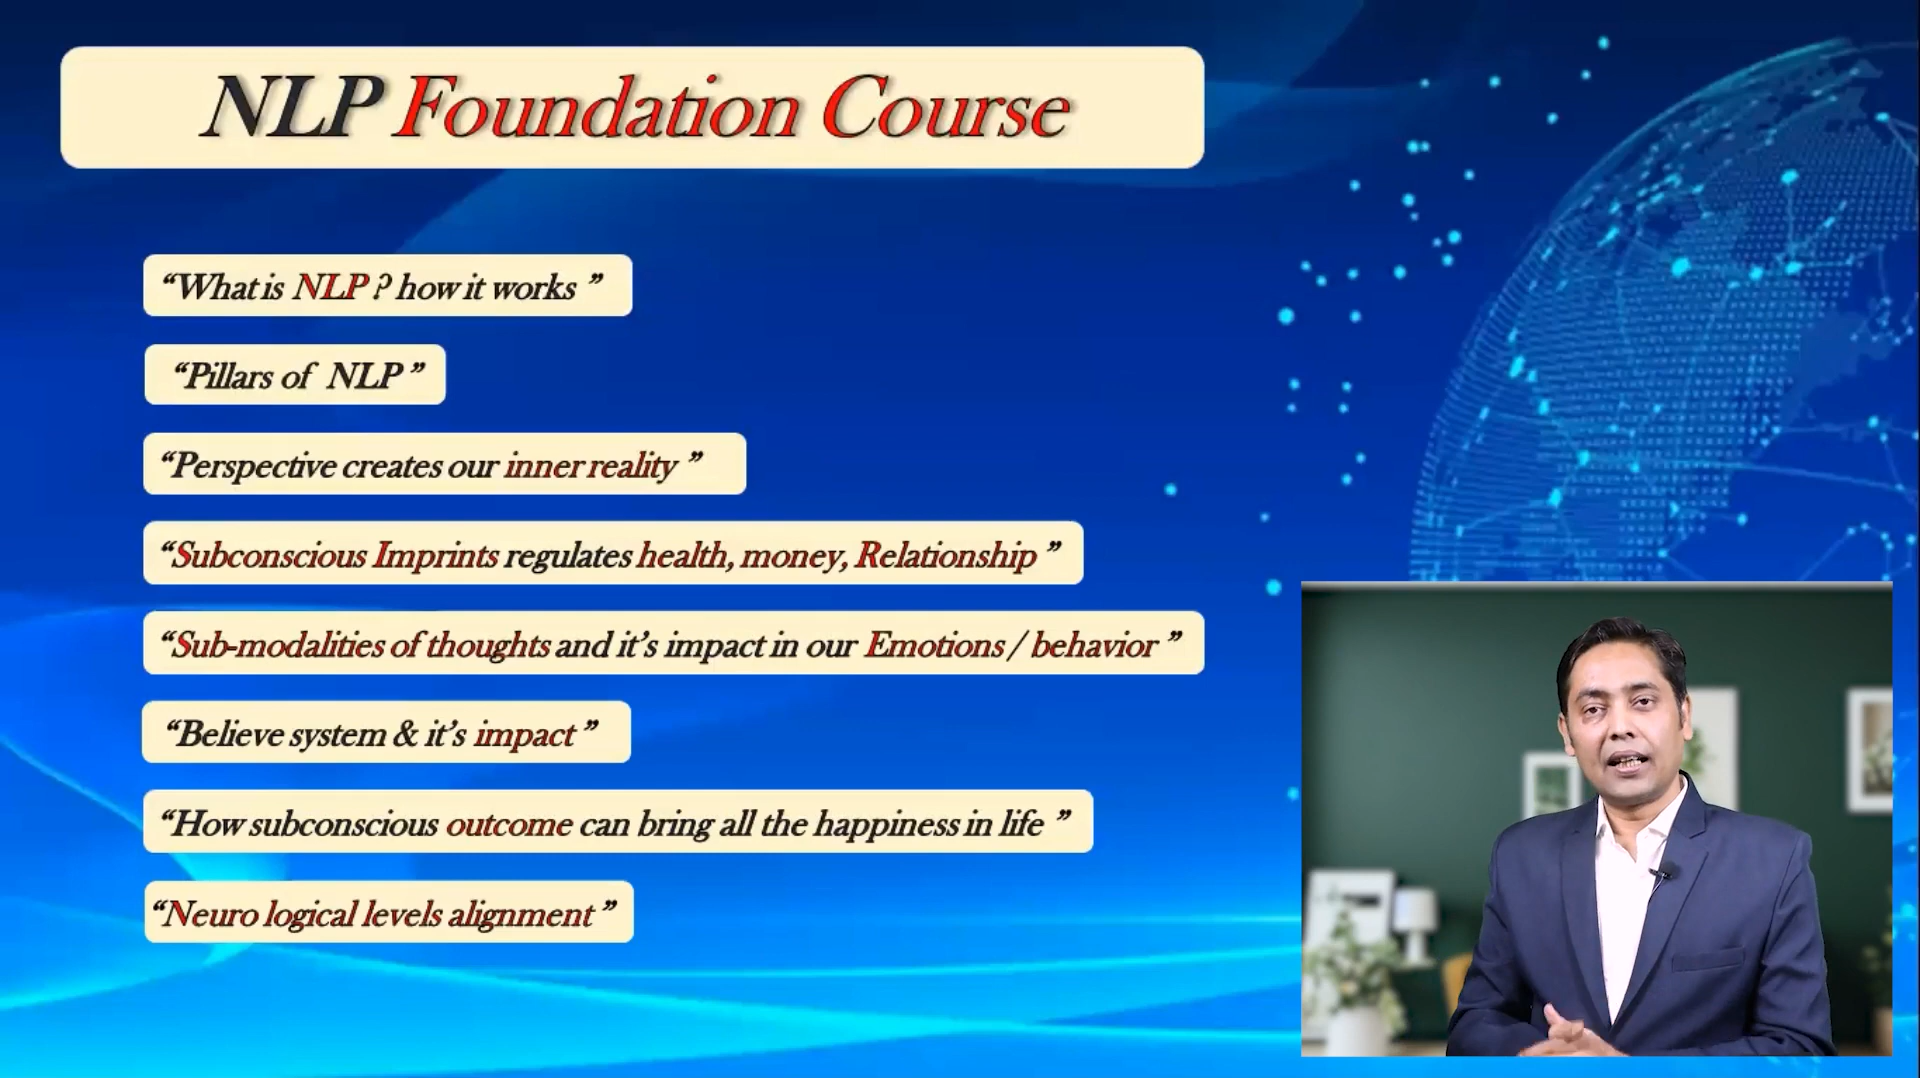 NLP Foundation Course
“What is NLP ? how it works ”
“Pillars of NLP ”
“Perspective creates our inner reality ”
“Subconscious Imprints regulates health, money, Relationship ”
“Sub-modalities of thoughts and it’s impact in our Emotions / behavior ”
“Believe system & it’s impact ”
“How subconscious outcome can bring all the happiness in life ”
“Neuro logical levels alignment ”